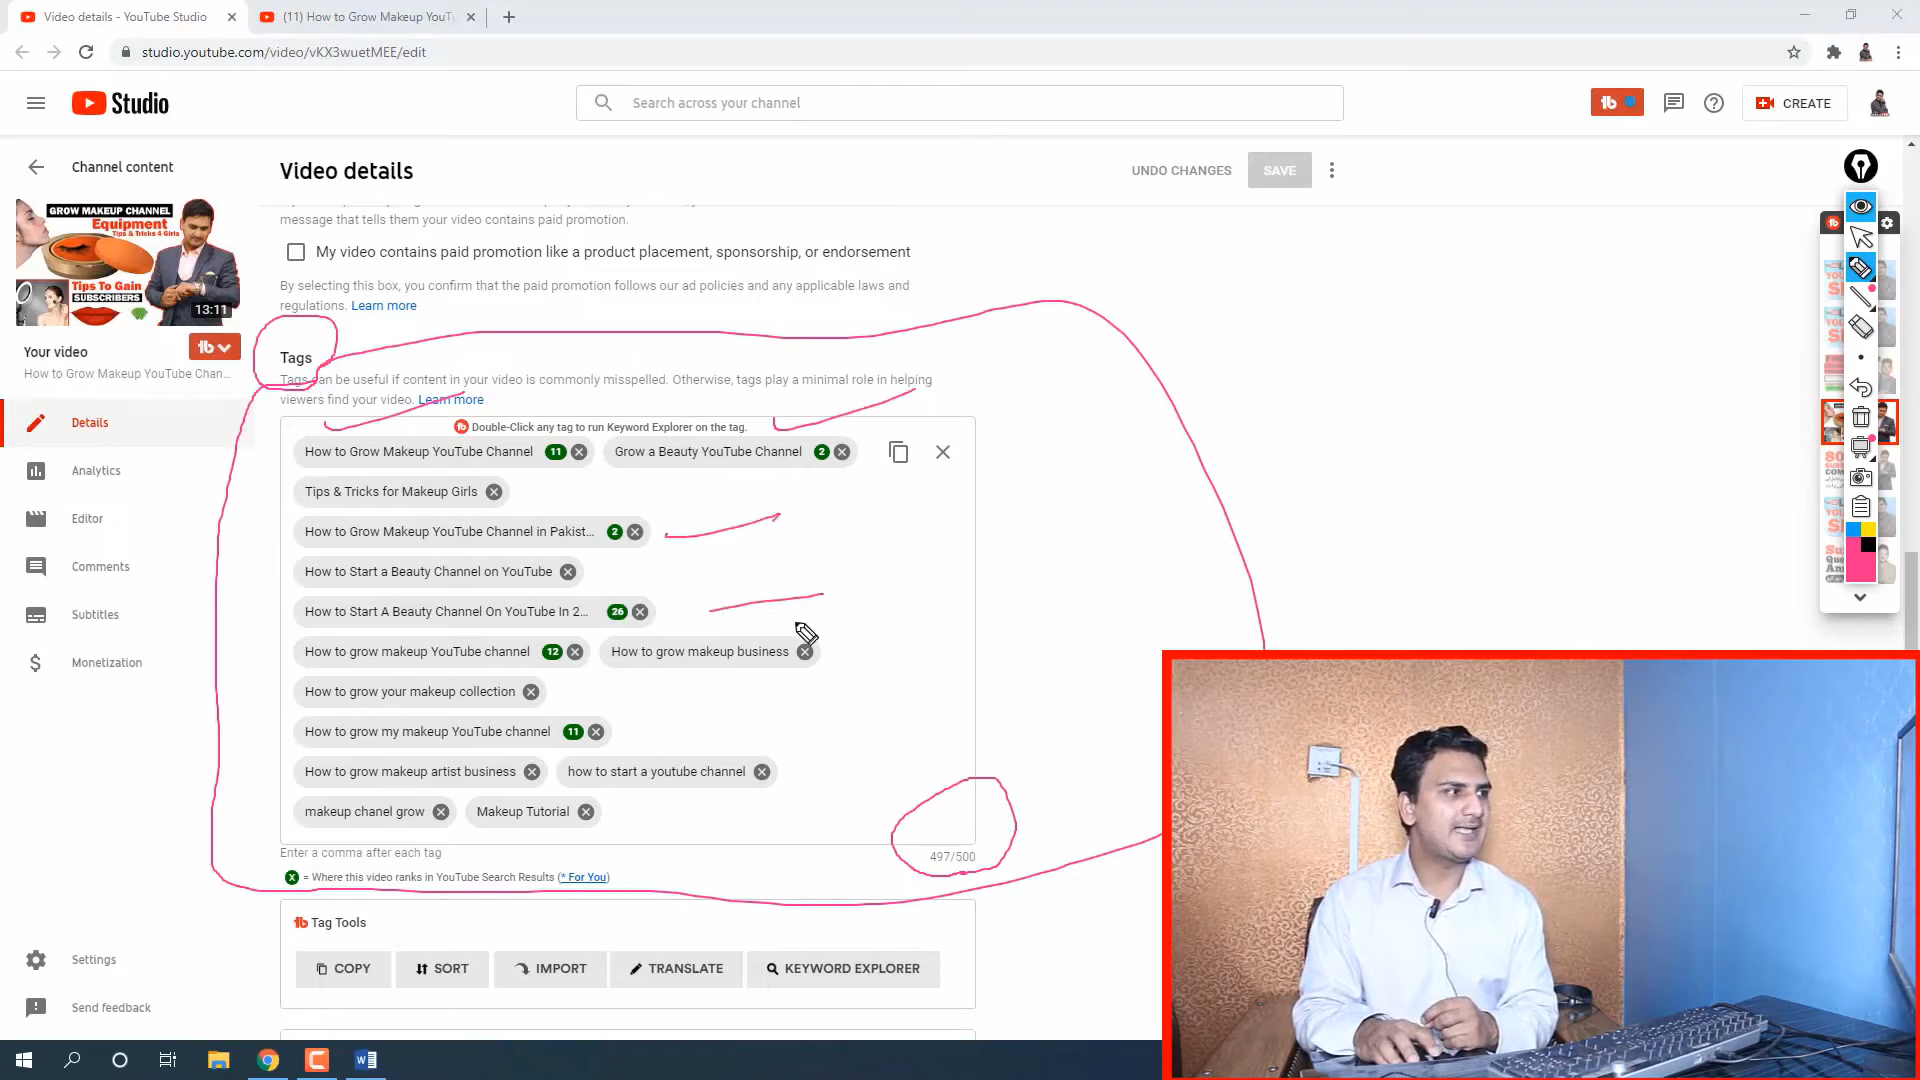 Video details - YouTube Studio
(11) How to Grow Makeup YouT
studio.youtube.com/video/vKX3wuetMEE/edit
Studio
Search across your channel
CREATE
Channel content
Video details
UNDO CHANGES
SAVE
GROW MAKEUP CHANNEL
Equipment
Tips & Tricks 4 Girls
Tips To Gain
SUBSCRIBERS
13:11
Your video
How to Grow Makeup YouTube Chan...
Details
Analytics
Editor
Comments
Subtitles
Monetization
Settings
Send feedback
message that tells them your video contains paid promotion.
My video contains paid promotion like a product placement, sponsorship, or endorsement
By selecting this box, you confirm that the paid promotion follows our ad policies and any applicable laws and
regulations. Learn more
Tags
Tags can be useful if content in your video is commonly misspelled. Otherwise, tags play a minimal role in helping
viewers find your video. Learn more
Double-Click any tag to run Keyword Explorer on the tag.
How to Grow Makeup YouTube Channel 11 Grow a Beauty YouTube Channel 2
Tips & Tricks for Makeup Girls
How to Grow Makeup YouTube Channel in Pakist... 2
How to Start a Beauty Channel on YouTube
How to Start A Beauty Channel On YouTube In 2... 26
How to grow makeup YouTube channel 12 How to grow makeup business
How to grow your makeup collection
How to grow my makeup YouTube channel 11
How to grow makeup artist business how to start a youtube channel
makeup chanel grow Makeup Tutorial
Enter a comma after each tag 497/500
X = Where this video ranks in YouTube Search Results (* For You)
Tag Tools
COPY SORT IMPORT TRANSLATE KEYWORD EXPLORER